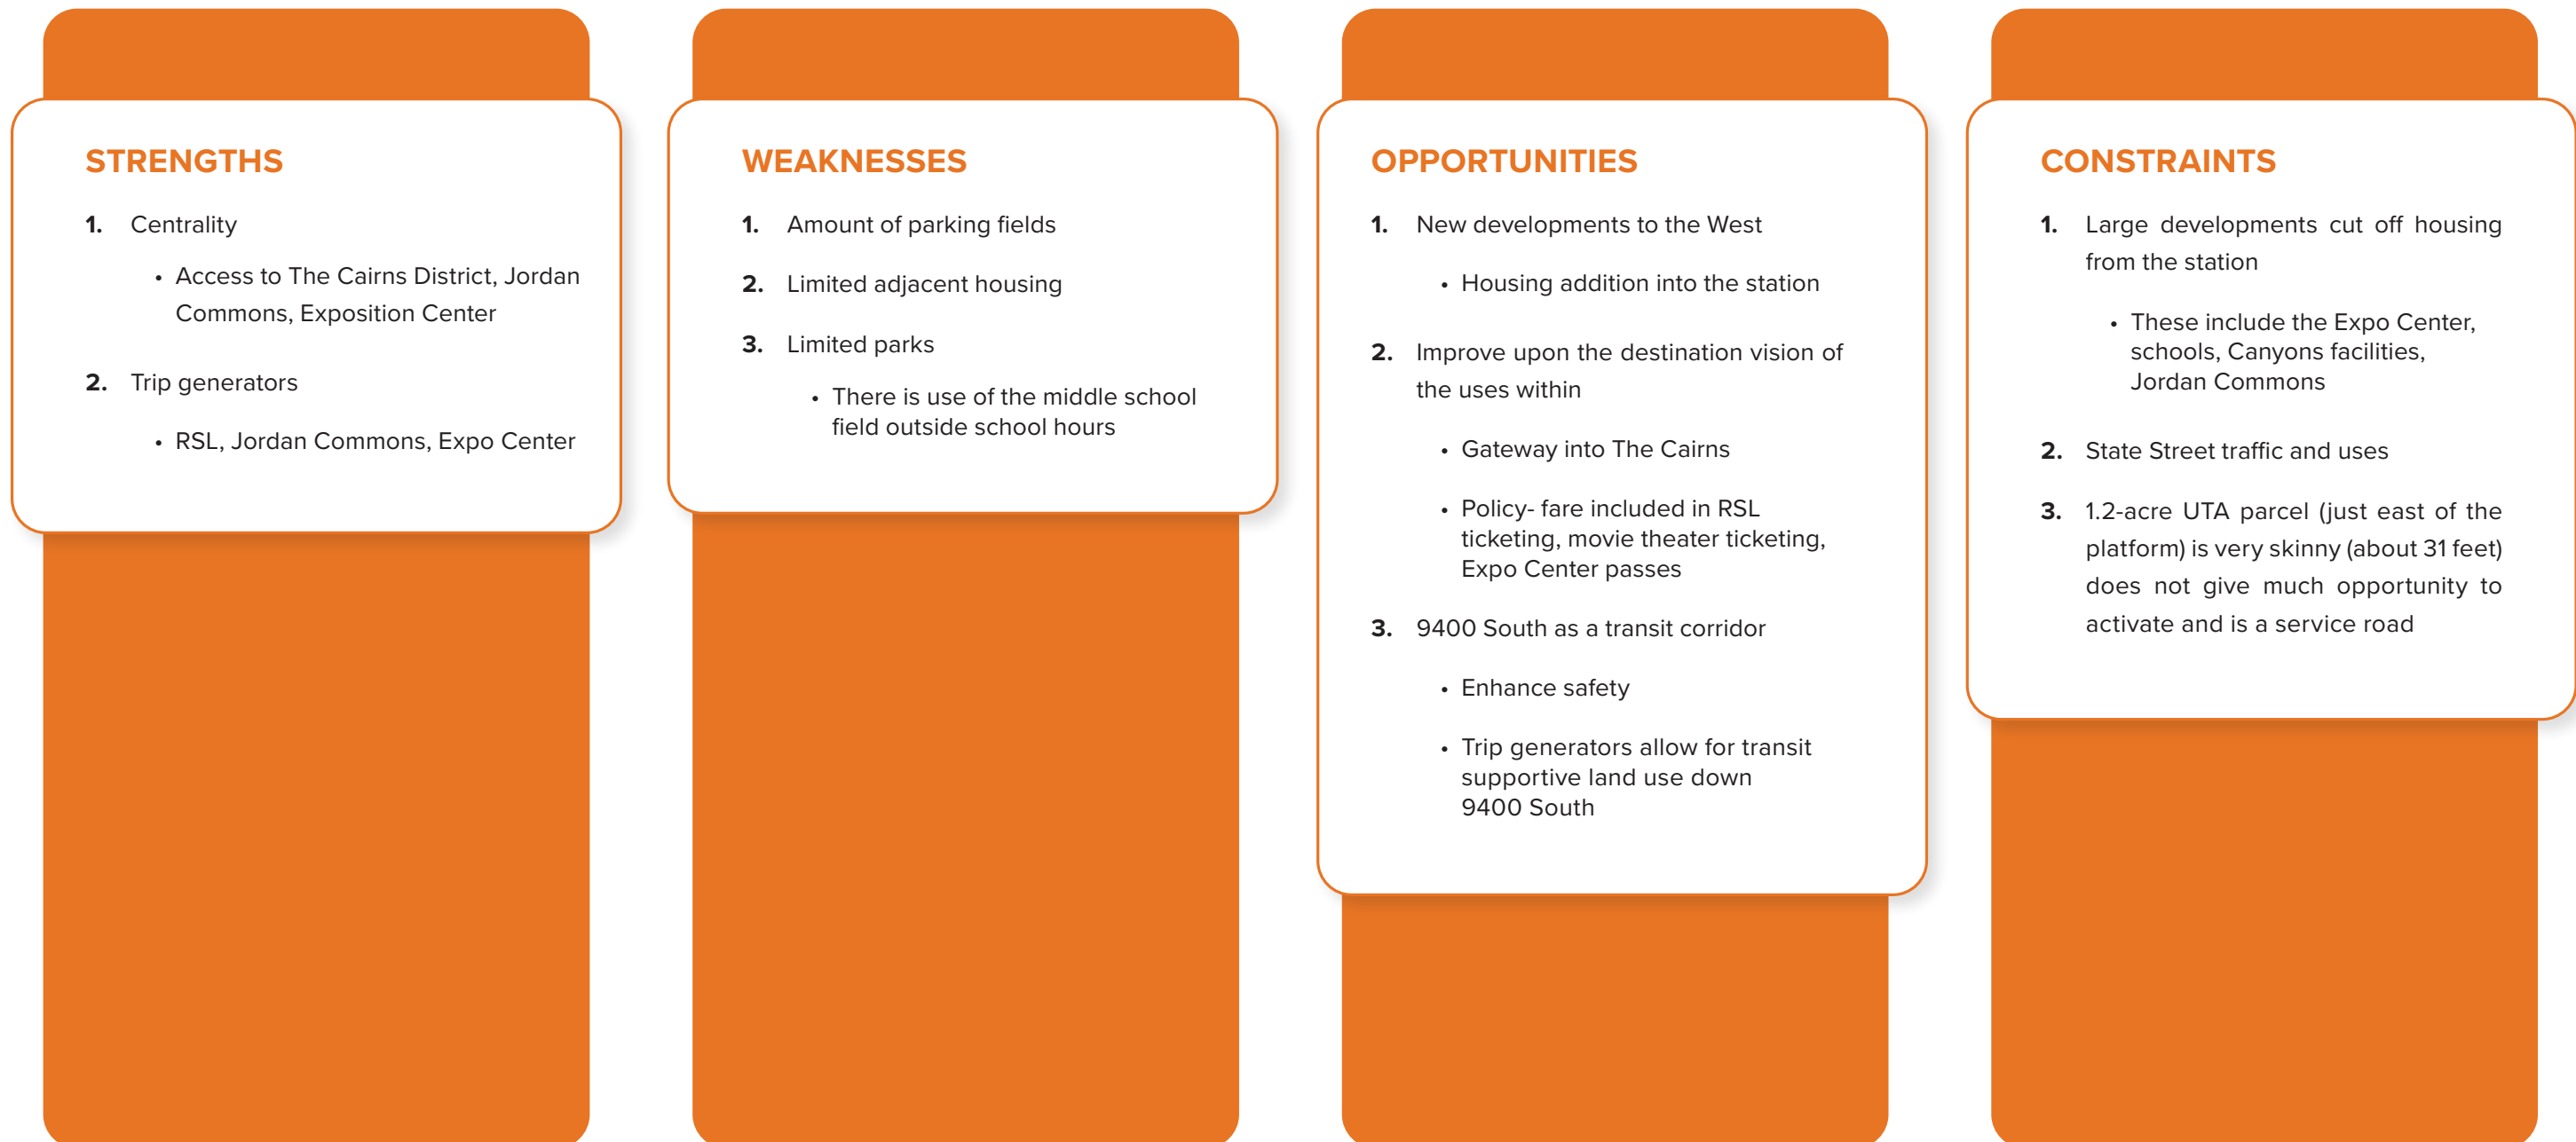 STRENGTHS
1. Centrality
• Access to The Cairns District, Jordan
Commons, Exposition Center
2. Trip generators
• RSL, Jordan Commons, Expo Center
WEAKNESSES
1. Amount of parking fields
2. Limited adjacent housing
3. Limited parks
• There is use of the middle school
field outside school hours
OPPORTUNITIES
1. New developments to the West
• Housing addition into the station
2. Improve upon the destination vision of
the uses within
• Gateway into The Cairns
• Policy- fare included in RSL
ticketing, movie theater ticketing,
Expo Center passes
3. 9400 South as a transit corridor
• Enhance safety
• Trip generators allow for transit
supportive land use down
9400 South
CONSTRAINTS
1. Large developments cut off housing
from the station
• These include the Expo Center,
schools, Canyons facilities,
Jordan Commons
2. State Street traffic and uses
3. 1.2-acre UTA parcel (just east of the
platform) is very skinny (about 31 feet)
does not give much opportunity to
activate and is a service road